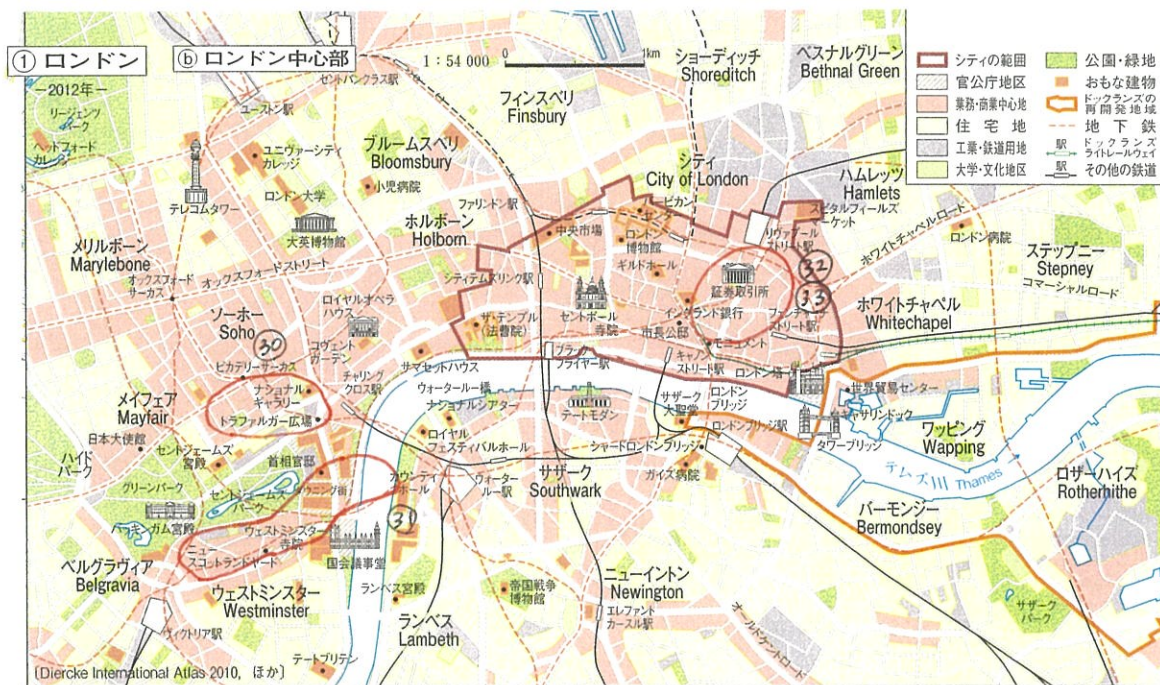 ① ロンドン
ⓑ ロンドン中心部
－2012年－
1：54 000
0
1km
シティの範囲
官公庁地区
業務・商業中心地
住宅地
工業・鉄道用地
大学・文化地区
公園・緑地
おもな建物
ドックランズの
再開発地域
地下鉄
駅
ドックランズ
ライトレールウェイ
駅
その他の鉄道
リージェンツ
パーク
ユーストン駅
セントパンクラス駅
フィンスベリ
Finsbury
ショーディッチ
Shoreditch
ベスナルグリーン
Bethnal Green
ユニヴァーシティ
カレッジ
ブルームスベリ
Bloomsbury
小児病院
ロンドン大学
テレコムタワー
大英博物館
ホルボーン
Holborn
ファリンドン駅
シティ
City of London
ハムレッツ
Hamlets
スピタルフィールズ
マーケット
リヴァプール
ストリート駅
ホワイトチャペルロード
ロンドン病院
ステップニー
Stepney
コマーシャルロード
メリルボーン
Marylebone
オックスフォード
サーカス
オックスフォードストリート
中央市場
ロンドン
博物館
ギルドホール
シティテムズリンク駅
証券取引所
㉜
㉝
イングランド銀行
ホワイトチャペル
Whitechapel
ロイヤルオペラ
ハウス
コヴェント
ガーデン
ソーホー
Soho
㉚
ザ・テンプル
(法曹院)
セントポール
寺院
市長公邸
モニュメント
キャノン
ストリート駅
サマセットハウス
ブラック
フライヤー駅
ピカデリーサーカス
チャリング
クロス駅
ナショナル
ギャラリー
トラファルガー広場
メイフェア
Mayfair
ウォータールー橋
ナショナルシアター
テートモダン
サザーク
大聖堂
ロンドン
ブリッジ
ロンドンブリッジ駅
ロンドン塔
世界貿易センター
タワーブリッジ
ワッピング
Wapping
日本大使館
ハイド
パーク
セントジェームズ
宮殿
首相官邸
ロイヤル
フェスティバルホール
シャードロンドンブリッジ
ガイズ病院
サザーク
Southwark
ウォーター
ルー駅
カウンティ
ホール
テムズ川 Thames
ロザーハイズ
Rotherhithe
バーモンジー
Bermondsey
グリーンパーク
セントジェームズ
パーク
バッキンガム宮殿
ウェストミンスター
寺院
ニュー
スコットランドヤード
国会議事堂
㉛
ベルグラヴィア
Belgravia
ウェストミンスター
Westminster
ランベス宮殿
ランベス
Lambeth
帝国戦争
博物館
ニューイントン
Newington
エレファント
カースル駅
オールドケントロード
サザーク
パーク
ヴィクトリア駅
テートブリテン
〔Diercke International Atlas 2010, ほか〕